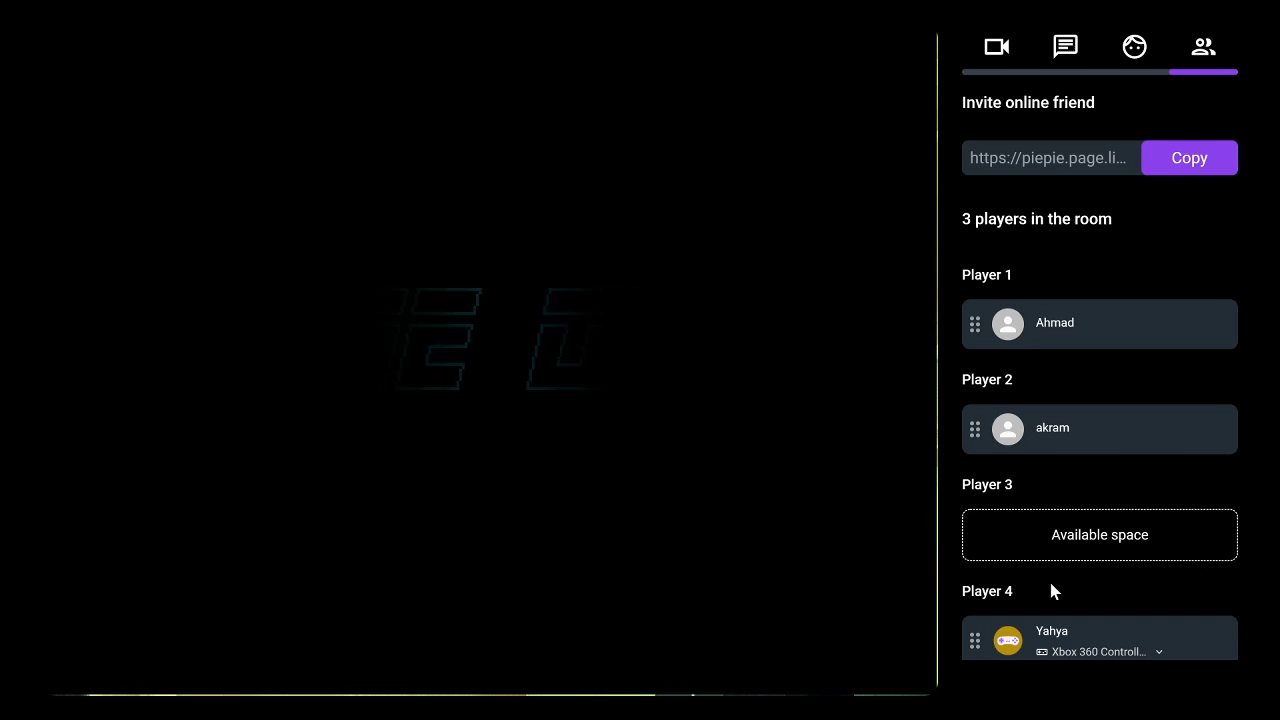 Invite online friend
https://piepie.page.li...
Copy
3 players in the room
Player 1
Ahmad
Player 2
akram
Player 3
Available space
Player 4
Yahya
Xbox 360 Controll...